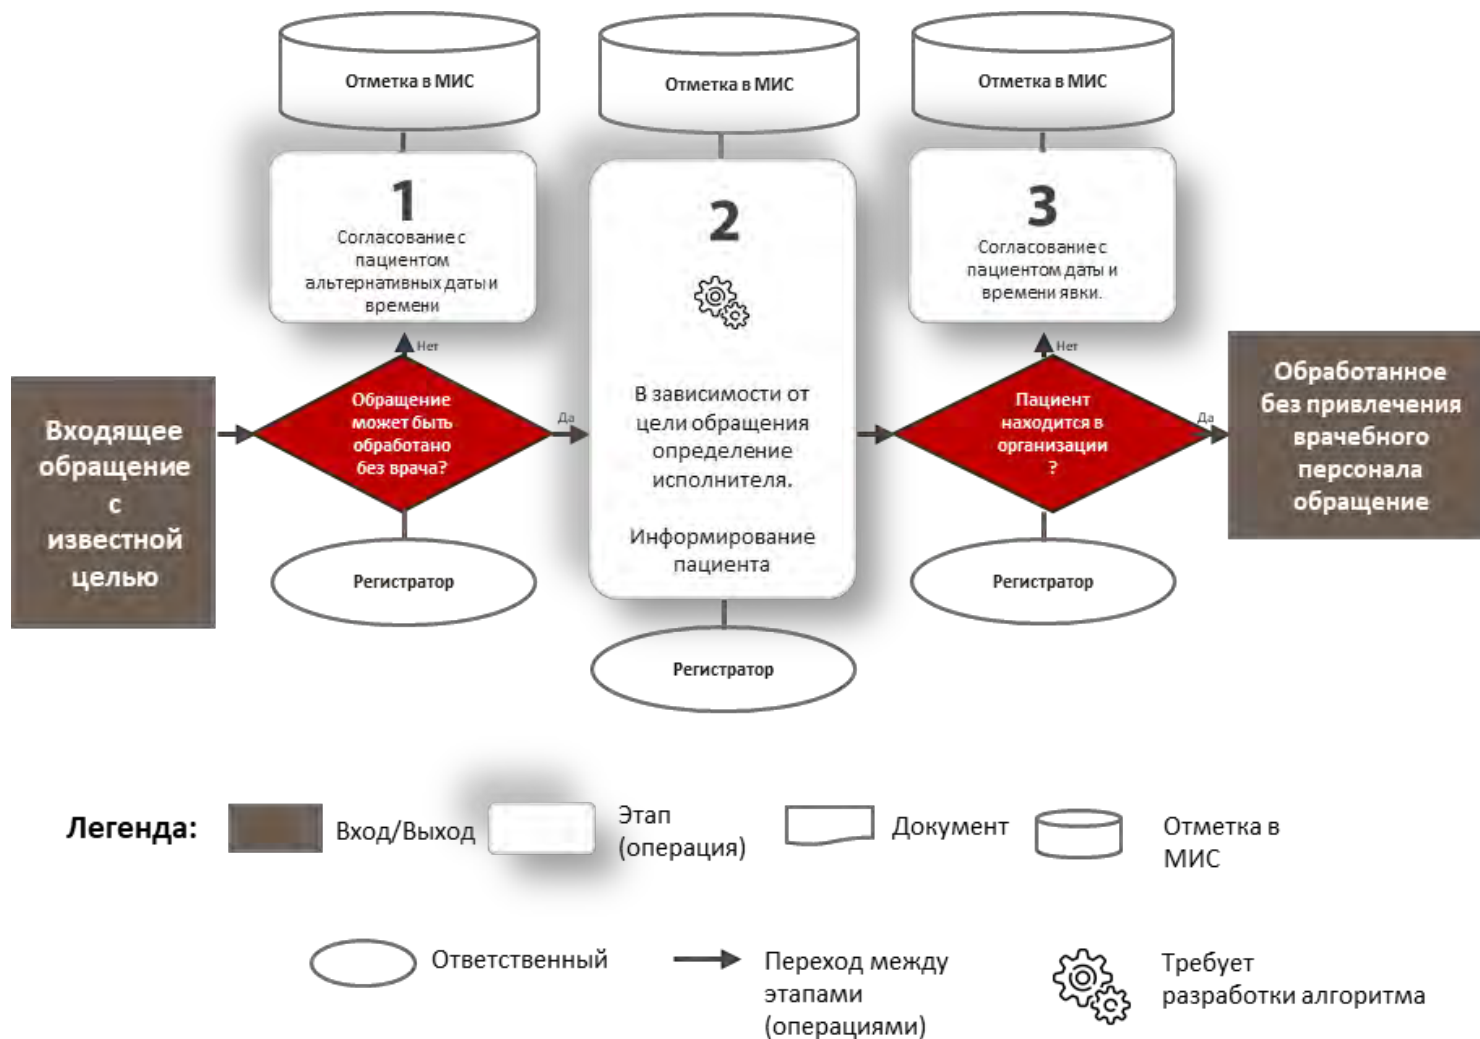 Отметка в МИС
Отметка в МИС
Отметка в МИС
1
Согласование с
пациентом
альтернативных даты и
времени
2
3
Согласование с
пациентом даты и
времени явки.
Нет
Нет
Входящее
обращение
с
известной
целью
Обращение
может быть
обработано
без врача?
Да
В зависимости от
цели обращения
определение
исполнителя.
Информирование
пациента
Пациент
находится в
организации
?
Да
Обработанное
без привлечения
врачебного
персонала
обращение
Регистратор
Регистратор
Регистратор
Легенда:
Вход/Выход
Этап
(операция)
Документ
Отметка в
МИС
Ответственный
Переход между
этапами
(операциями)
Требует
разработки алгоритма